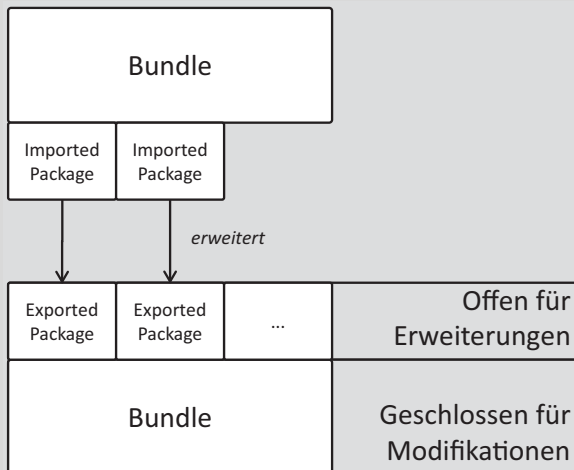 Bundle
Imported Imported
Package Package
erweitert
Exported Exported ... Offen für
Package Package Erweiterungen
Bundle Geschlossen für
Modifikationen